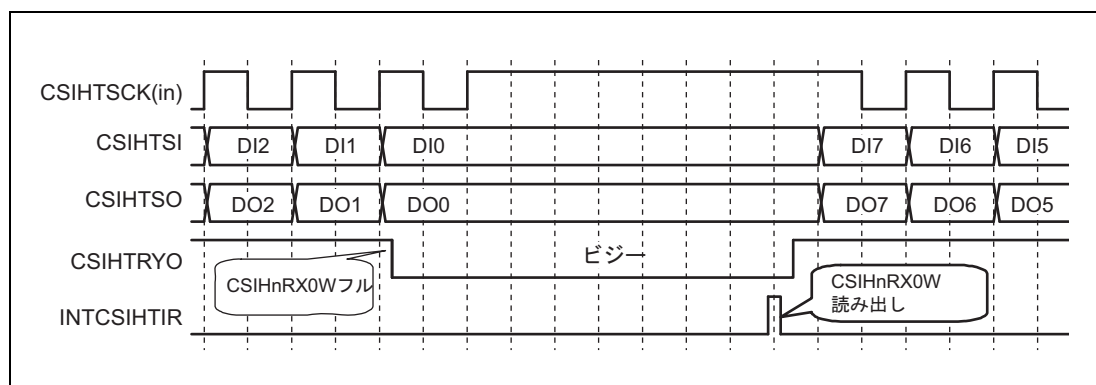 CSIHTSCK(in)
CSIHTSI DI2 DI1 DI0 DI7 DI6 DI5
CSIHTSO DO2 DO1 DO0 DO7 DO6 DO5
CSIHTRYO ビジー
CSIHnRX0Wフル
CSIHnRX0W
読み出し
INTCSIHTIR